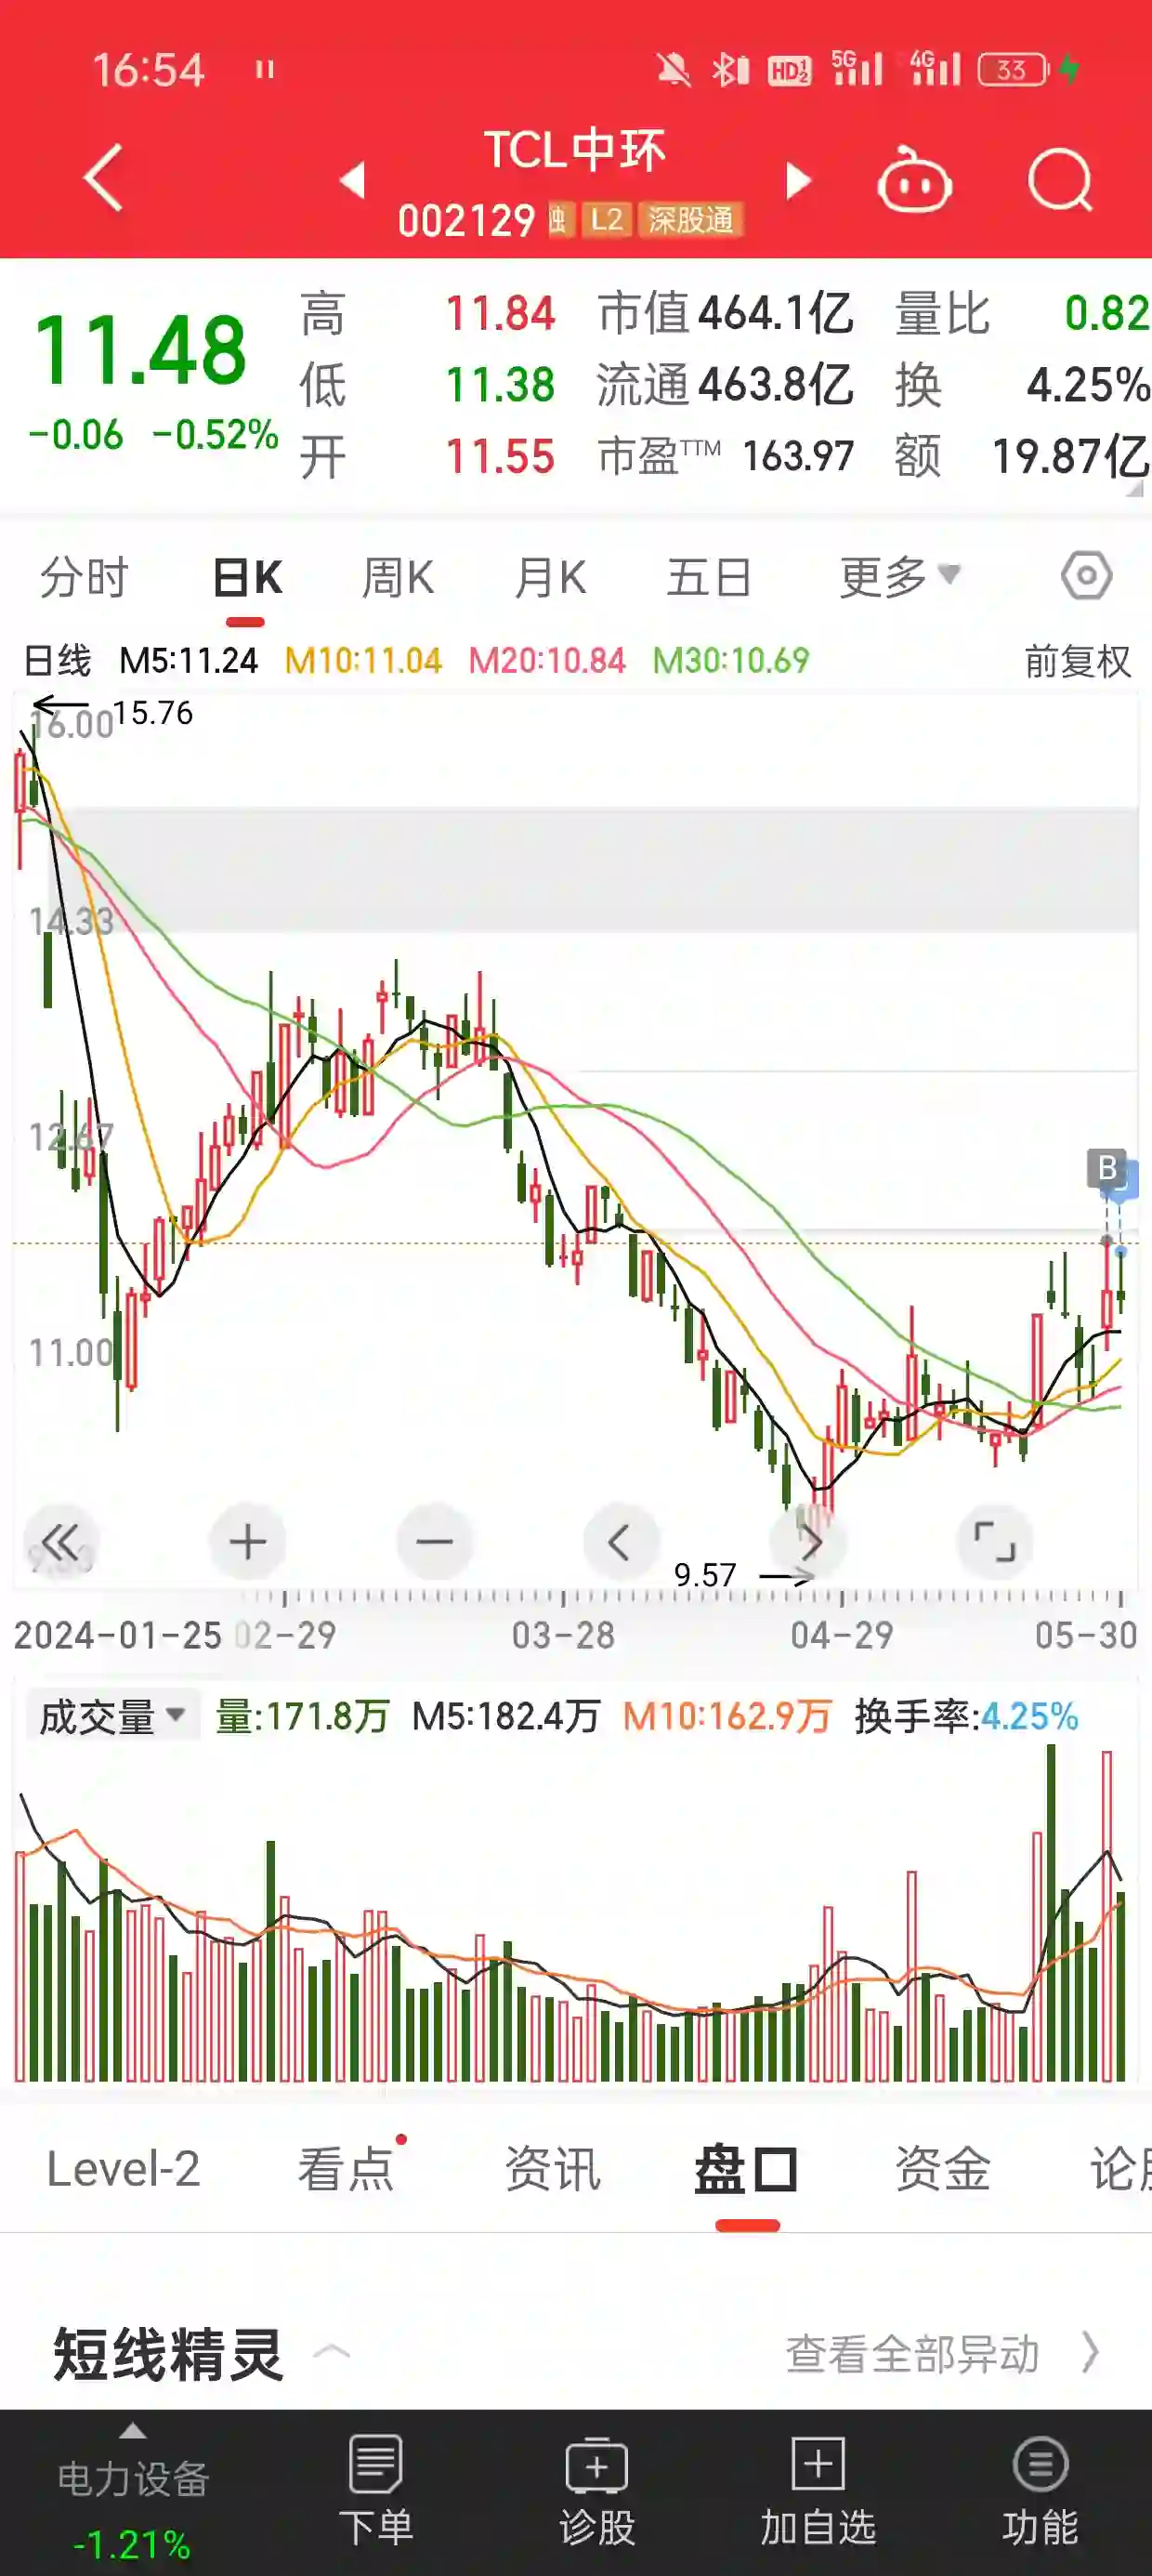 16:54 HD 1 2 5G 4G 33
TCL中环
002129 L2 深股通
11.48
-0.06 -0.52%
高 11.84 市值 464.1亿 量比 0.82
低 11.38 流通 463.8亿 换 4.25%
开 11.55 市盈TTM 163.97 额 19.87亿
分时 日K 周K 月K 五日 更多
日线 M5:11.24 M10:11.04 M20:10.84 M30:10.69 前复权
16.00 15.76
14.33
12.67
B
11.00
9.57
2024-01-25 02-29 03-28 04-29 05-30
成交量 量:171.8万 M5:182.4万 M10:162.9万 换手率:4.25%
Level-2 看点 资讯 盘口 资金
短线精灵 查看全部异动
电力设备
-1.21%
下单 诊股 加自选 功能